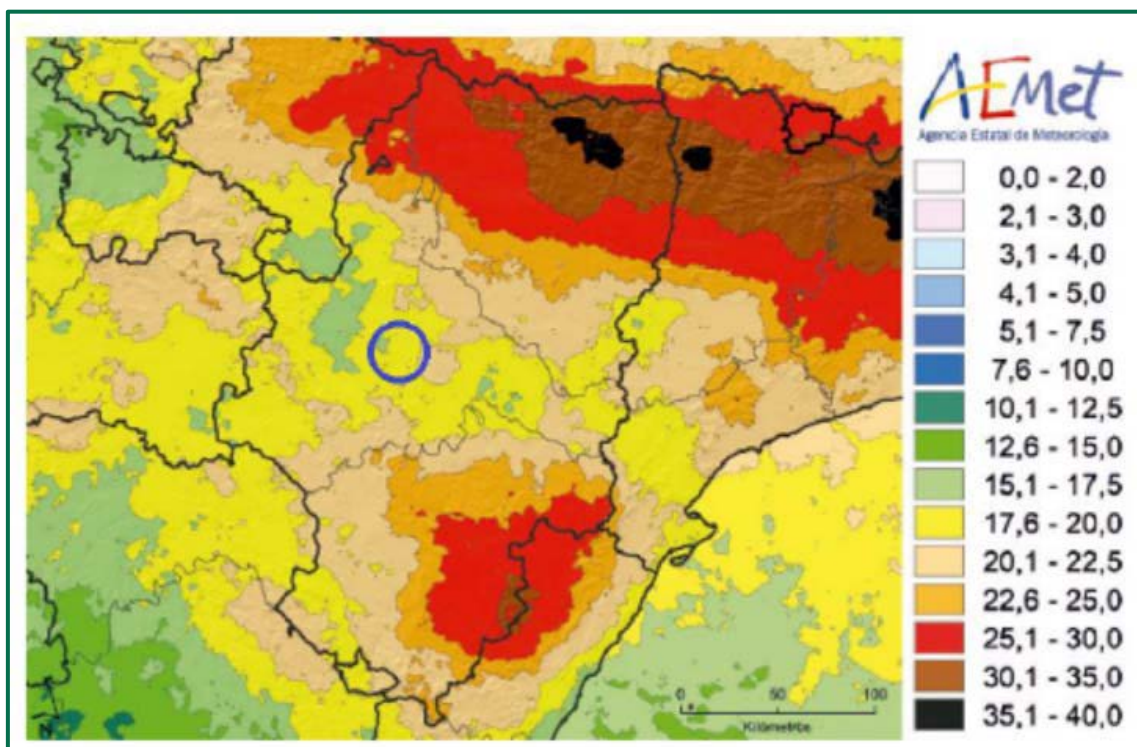 AEMet
Agencia Estatal de Meteorología
0,0 - 2,0
2,1 - 3,0
3,1 - 4,0
4,1 - 5,0
5,1 - 7,5
7,6 - 10,0
10,1 - 12,5
12,6 - 15,0
15,1 - 17,5
17,6 - 20,0
20,1 - 22,5
22,6 - 25,0
25,1 - 30,0
30,1 - 35,0
35,1 - 40,0
0 50 100
Kilómetros
N